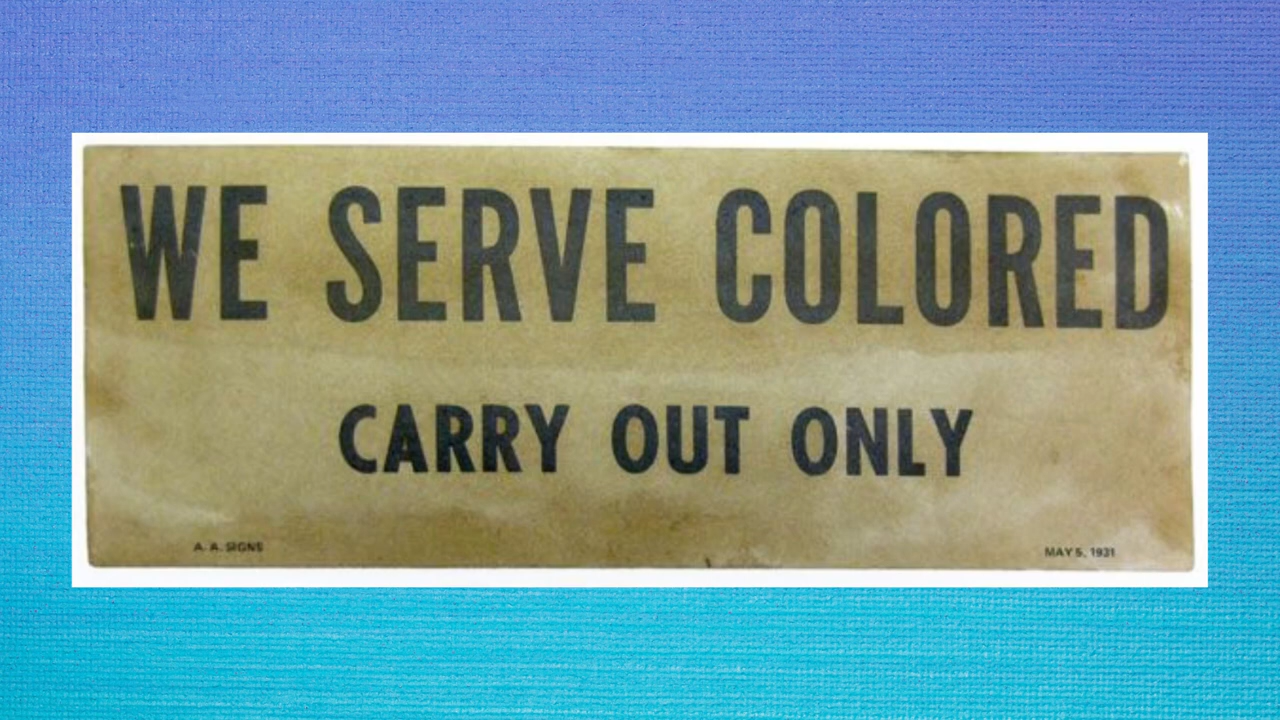 WE SERVE COLORED
CARRY OUT ONLY
A. A. SIGNS
MAY 5, 1931